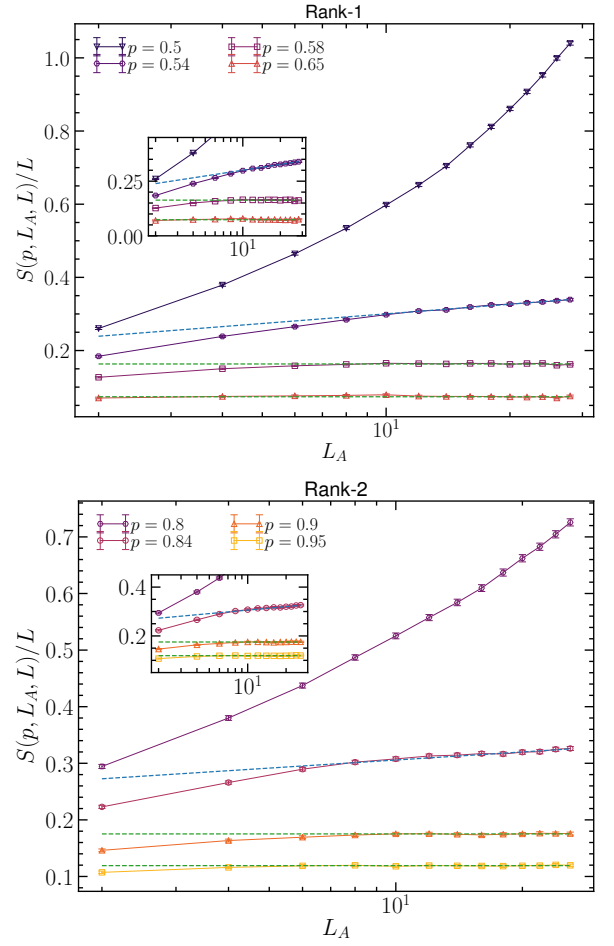 Rank-1
p = 0.5
p = 0.58
p = 0.54
p = 0.65
1.0
0.8
0.6
0.4
0.2
0.25
0.00
10¹
10¹
S(p, L_A, L)/L
L_A
Rank-2
p = 0.8
p = 0.9
p = 0.84
p = 0.95
0.7
0.6
0.5
0.4
0.3
0.2
0.1
0.4
0.2
10¹
10¹
S(p, L_A, L)/L
L_A